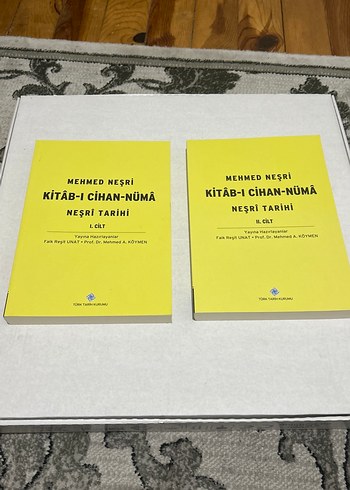 MEHMED NEŞRİ
KİTÂB-I CİHAN-NÜMÂ
NEŞRÎ TARİHİ
I. CİLT
Yayına Hazırlayanlar
Faik Reşit UNAT • Prof. Dr. Mehmed A. KÖYMEN
TÜRK TARİH KURUMU
MEHMED NEŞRİ
KİTÂB-I CİHAN-NÜMÂ
NEŞRÎ TARİHİ
II. CİLT
Yayına Hazırlayanlar
Faik Reşit UNAT • Prof. Dr. Mehmed A. KÖYMEN
TÜRK TARİH KURUMU